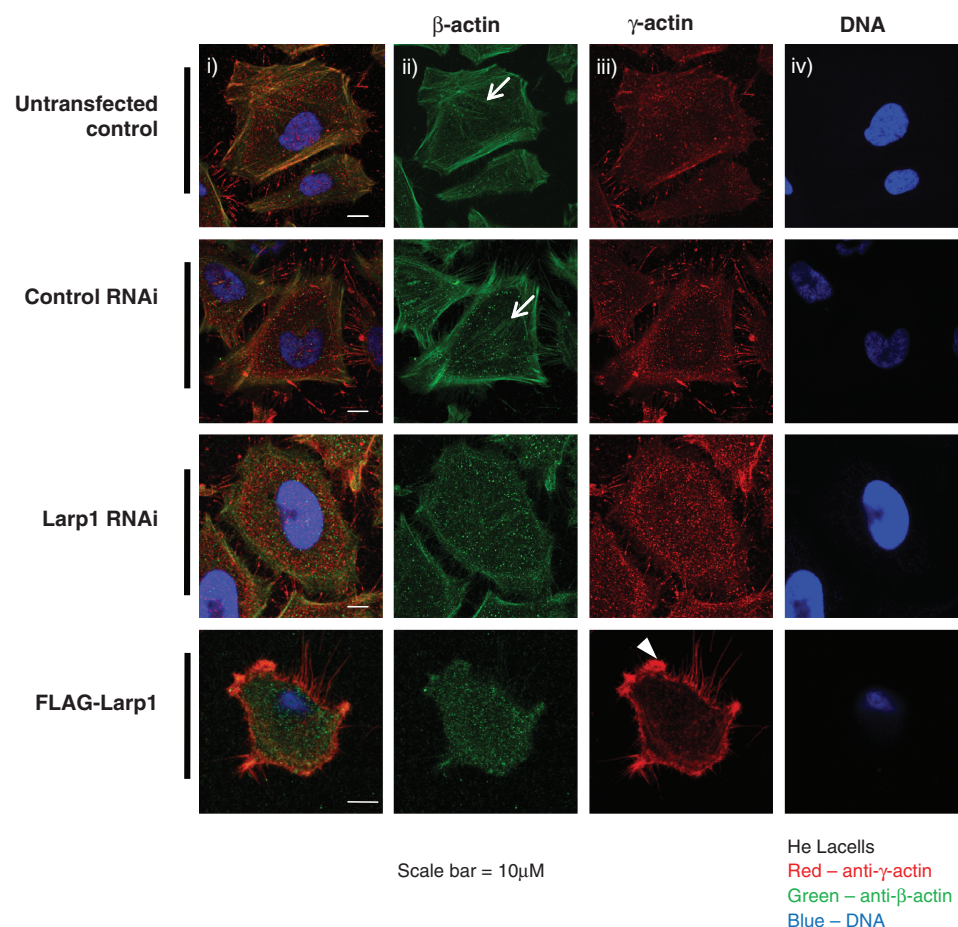 β-actin
γ-actin
DNA
Untransfected
control
i)
ii)
iii)
iv)
Control RNAi
Larp1 RNAi
FLAG-Larp1
Scale bar = 10μM
He Lacells
Red – anti-γ-actin
Green – anti-β-actin
Blue – DNA